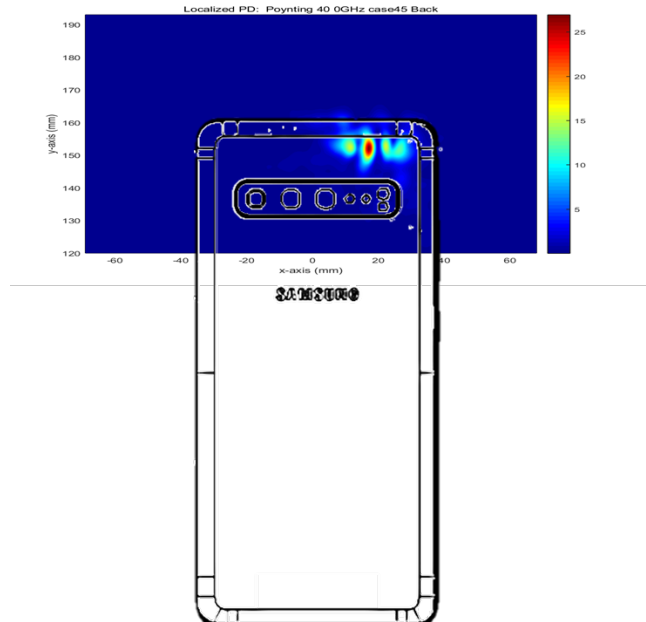 Localized PD: Poynting 40 0GHz case45 Back
190
180
170
160
150
140
130
120
y-axis (mm)
-60 -40 -20 0 20 40 60
x-axis (mm)
25
20
15
10
5
SAMSUNG